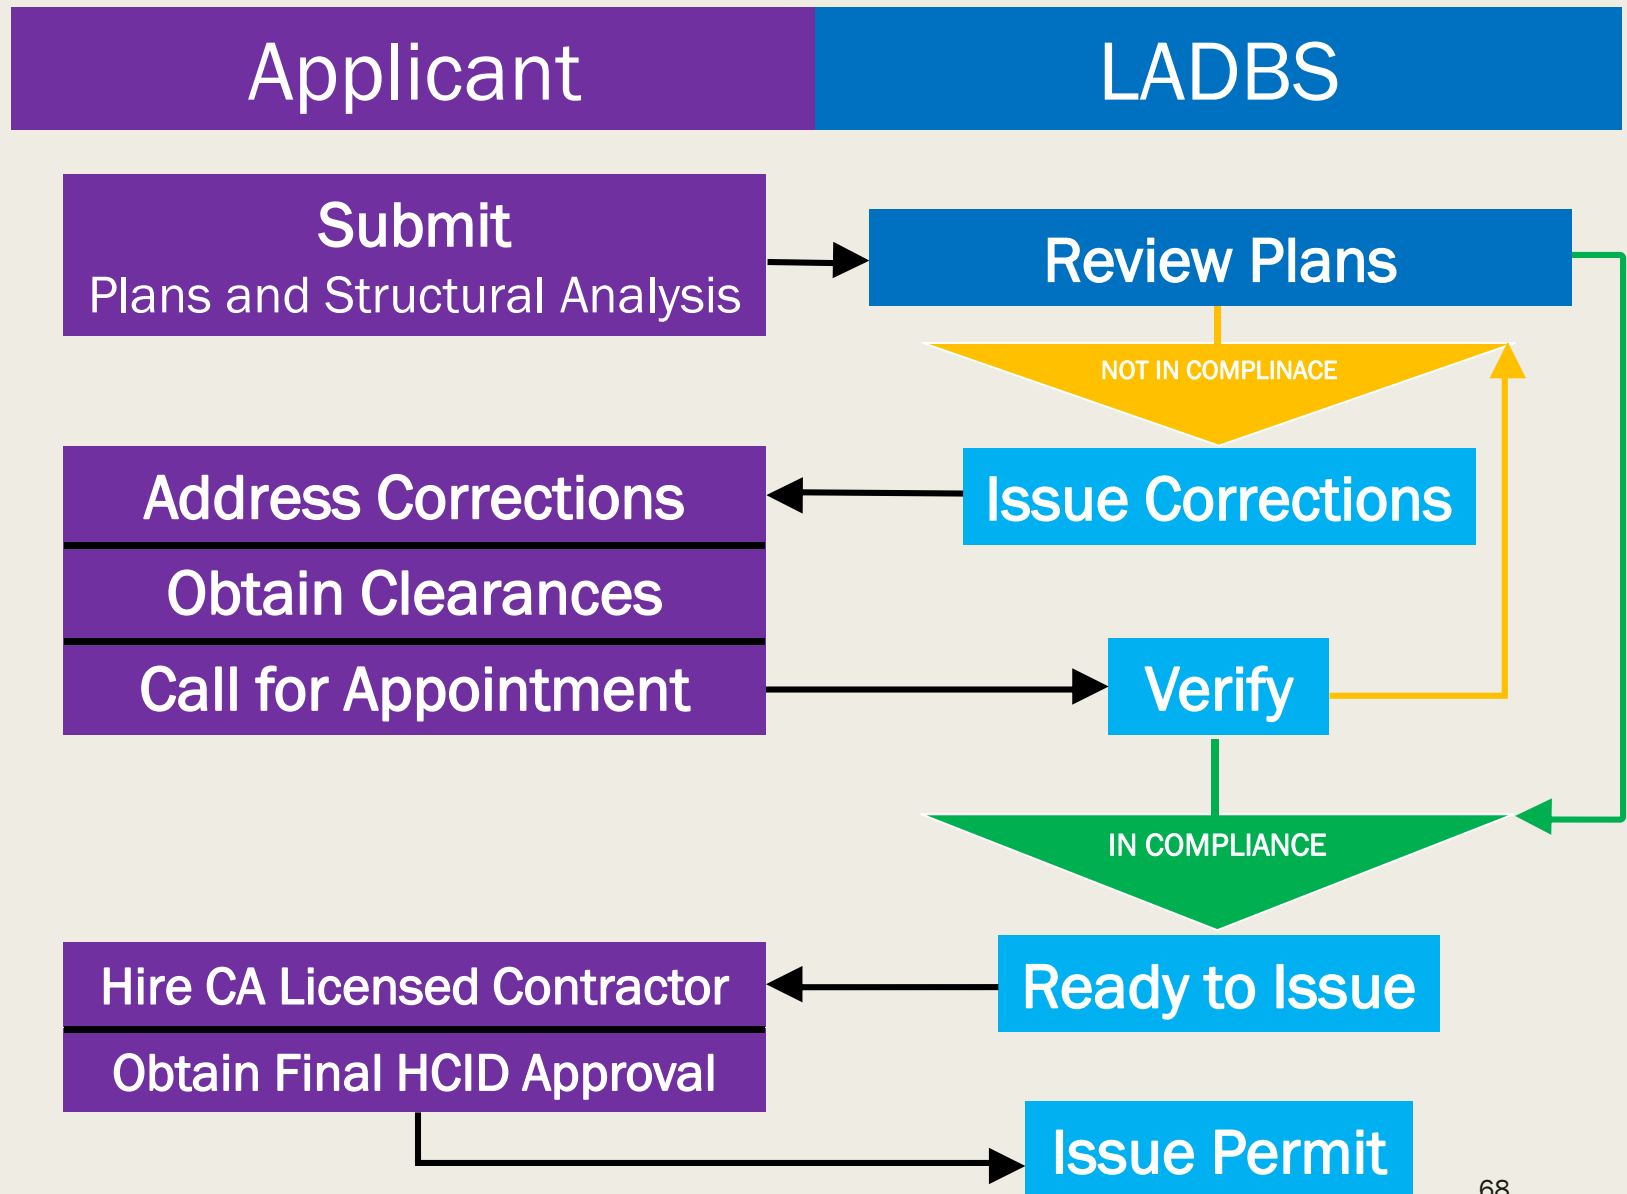 Applicant
LADBS
Submit
Plans and Structural Analysis
Review Plans
NOT IN COMPLINACE
Address Corrections
Issue Corrections
Obtain Clearances
Call for Appointment
Verify
IN COMPLIANCE
Hire CA Licensed Contractor
Ready to Issue
Obtain Final HCID Approval
Issue Permit
68